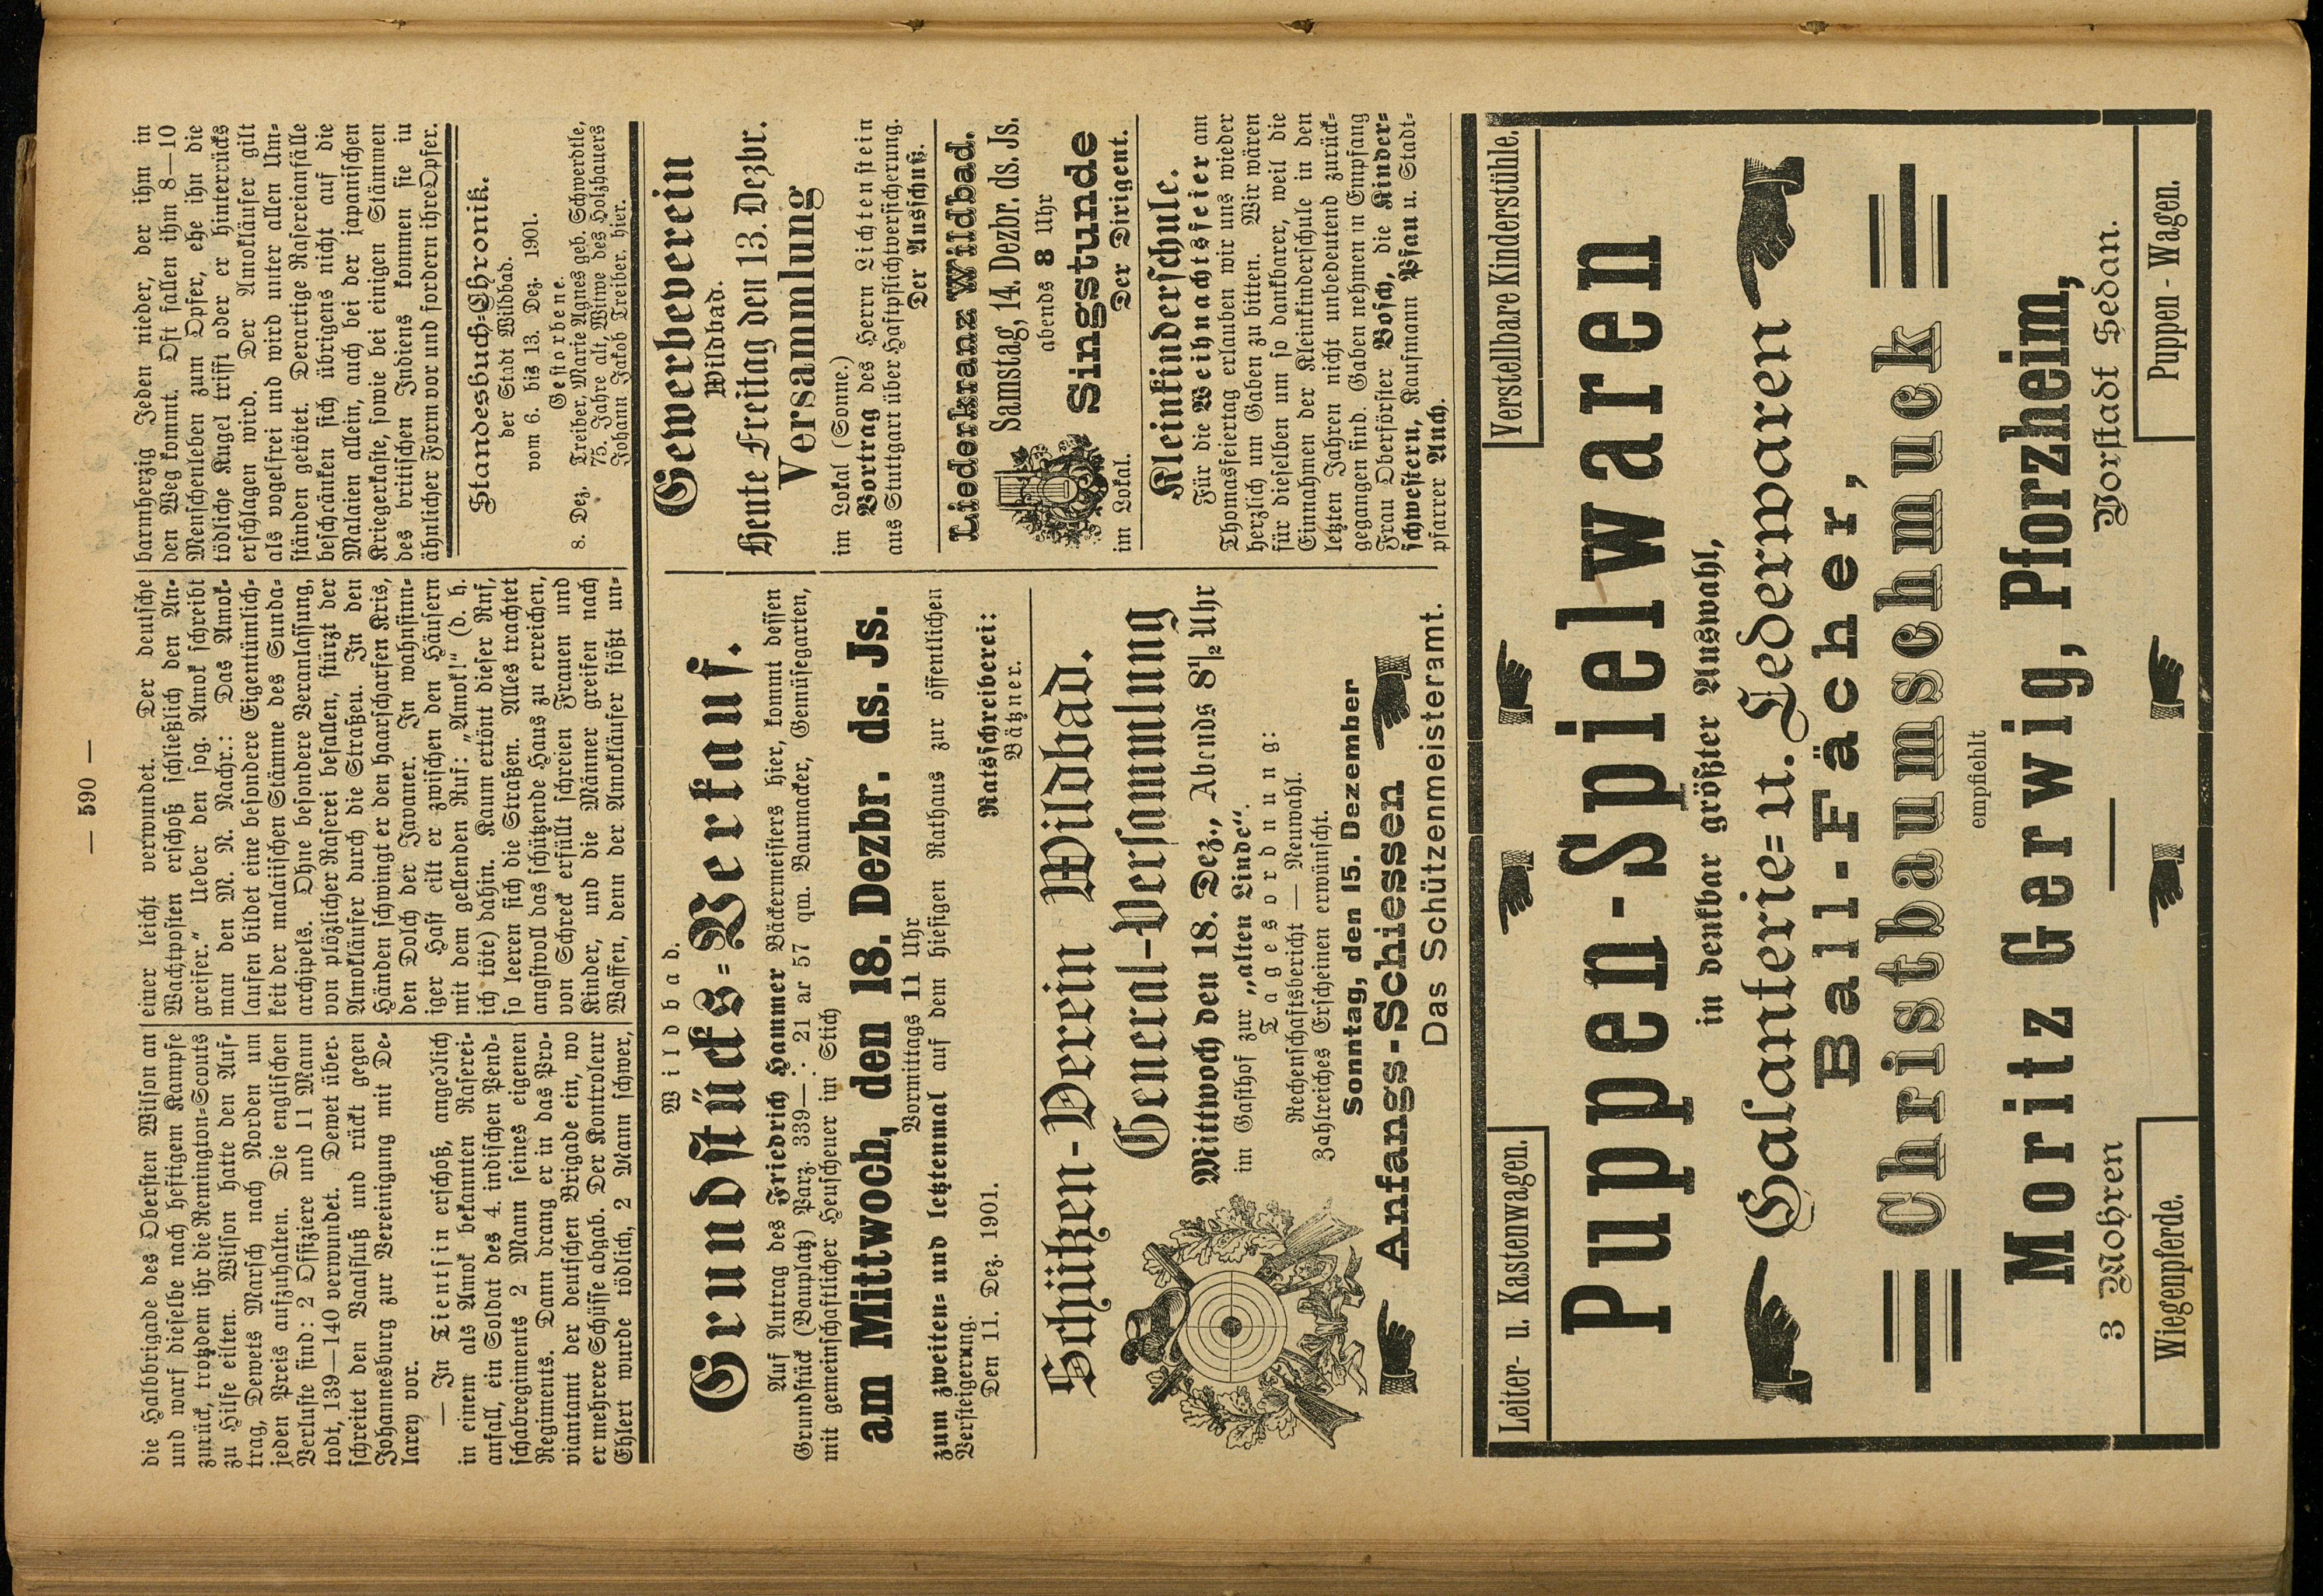 — 590 —
die Halbbrigade des Obersten Wilson an
und warf dieselbe nach heftigem Kampfe
zurück, trotzdem ihr die Remington=Scouts
zu Hilfe eilten. Wilson hatte den Auf=
trag, Dewets Marsch nach Norden um
jeden Preis aufzuhalten. Die englischen
Verluste sind: 2 Offiziere und 11 Mann
todt, 139—140 verwundet. Dewet über=
schreitet den Vaalfluß und rückt gegen
Johannesburg zur Vereinigung mit De=
larey vor.
— In Tientsin erschoß, angeblich
in einem als Amok bekannten Raserei=
anfall, ein Soldat des 4. indischen Pend=
schabregiments 2 Mann seines eigenen
Regiments. Dann drang er in das Pro=
viantamt der deutschen Brigade ein, wo
er mehrere Schüsse abgab. Der Kontroleur
Ehlert wurde tödlich, 2 Mann schwer,
einer leicht verwundet. Der deutsche
Wachtposten erschoß schließlich den An=
greifer." Ueber den sog. Amok schreibt
man den M. N. Nachr.: Das Amok=
laufen bildet eine besondere Eigentümlich=
keit der malaiischen Stämme des Sunda=
archipels. Ohne besondere Veranlassung,
von plözlicher Raserei befallen, stürzt der
Amokläufer durch die Straßen. In den
Händen schwingt er den haarscharfen Kris,
den Dolch der Javaner. In wahnsinn=
iger Hast eilt er zwischen den Häusern
mit dem gellenden Ruf: „Amok!" (d. h.
ich töte) dahin. Kaum ertönt dieser Ruf,
so leeren sich die Straßen. Alles trachtet
angstvoll das schützende Haus zu erreichen,
von Schreck erfüllt schreien Frauen und
Kinder, und die Männer greifen nach
Waffen, denn der Amokläufer stößt un=
barmherzig Jeden nieder, der ihm in
den Weg kommt. Oft fallen ihm 8—10
Menschenleben zum Opfer, ehe ihn die
tödliche Kugel trifft oder er hinterrücks
erschlagen wird. Der Amokläufer gilt
als vogelfrei und wird unter allen Um=
ständen getötet. Derartige Rasereianfälle
beschränken sich übrigens nicht auf die
Malaien allein, auch bei der japanischen
Kriegerkaste, sowie bei einigen Stämmen
des britischen Indiens kommen sie in
ähnlicher Form vor und fordern ihre Opfer.
Standesbuch=Chronik.
der Stadt Wildbad.
vom 6. bis 13. Dez. 1901.
Gestorbene.
8. Dez. Treiber, Marie Agnes geb. Schwerdtle,
75. Jahre alt, Witwe des Holzhauers
Johann Jakob Treiber. hier.
Wildbad.
Grundstücks=Verkauf.
Auf Antrag des Friedrich Hammer Bäckermeisters hier, kommt dessen
Grundstück (Bauplatz) Parz. 339—: 21 ar 57 qm. Baumacker, Gemüsegarten,
mit gemeinschaftlicher Heuscheuer im Stich
am Mittwoch, den 18. Dezbr. ds. Js.
Vormittags 11 Uhr
zum zweiten= und letztenmal auf dem hiesigen Rathaus zur öffentlichen
Versteigerung.
Den 11. Dez. 1901.
Ratsschreiberei:
Bätzner.
Schützen-Verein Wildbad.
General-Versammlung
Mittwoch den 18. Dez., Abends 8½ Uhr
im Gasthof zur „alten Linde".
Tagesordnung:
Rechenschaftsbericht — Neuwahl.
Zahlreiches Erscheinen erwünscht.
Sonntag, den 15. Dezember
Anfangs-Schiessen
Das Schützenmeisteramt.
Gewerbeverein
Wildbad.
Heute Freitag den 13. Dezbr.
Versammlung
im Lokal (Sonne.)
Vortrag des Herrn Lichtenstein
aus Stuttgart über Haftpflichtversicherung.
Der Ausschuß.
Liederkranz Wildbad.
Samstag, 14. Dezbr. ds. Js.
abends 8 Uhr
Singstunde
im Lokal.
Der Dirigent.
Kleinkinderschule.
Für die Weihnachtsfeier am
Thomasfeiertag erlauben wir uns wieder
herzlich um Gaben zu bitten. Wir wären
für dieselben um so dankbarer, weil die
Einnahmen der Kleinkinderschule in den
letzten Jahren nicht unbedeutend zurück=
gegangen sind. Gaben nehmen in Empfang
Frau Oberförster Bosch, die Kinder=
schwestern, Kaufmann Pfau u. Stadt=
pfarrer Auch.
Leiter- u. Kastenwagen.
Verstellbare Kinderstühle.
Puppen-Spielwaren
in denkbar größter Auswahl,
Galanterie= u. Lederwaren
Ball-Fächer,
Christbaumschmuck
empfiehlt
Moritz Gerwig, Pforzheim,
3 Mohren
Vorstadt Sedan.
Wiegenpferde.
Puppen - Wagen.